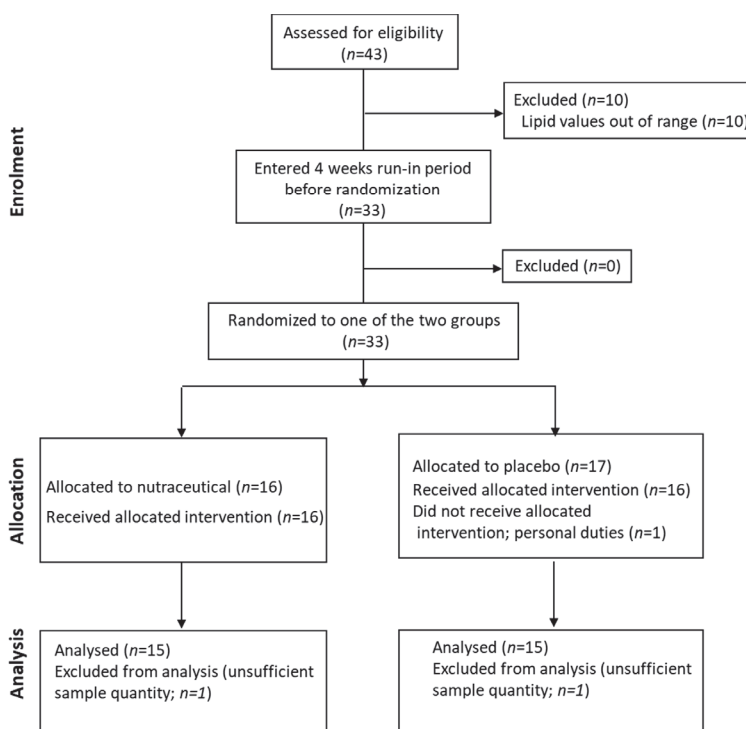 Assessed for eligibility
(n=43)
Excluded (n=10)
Lipid values out of range (n=10)
Enrolment
Entered 4 weeks run-in period
before randomization
(n=33)
Excluded (n=0)
Randomized to one of the two groups
(n=33)
Allocation
Allocated to nutraceutical (n=16)
Received allocated intervention (n=16)
Allocated to placebo (n=17)
Received allocated intervention (n=16)
Did not receive allocated
intervention; personal duties (n=1)
Analysis
Analysed (n=15)
Excluded from analysis (unsufficient
sample quantity; n=1)
Analysed (n=15)
Excluded from analysis (unsufficient
sample quantity; n=1)